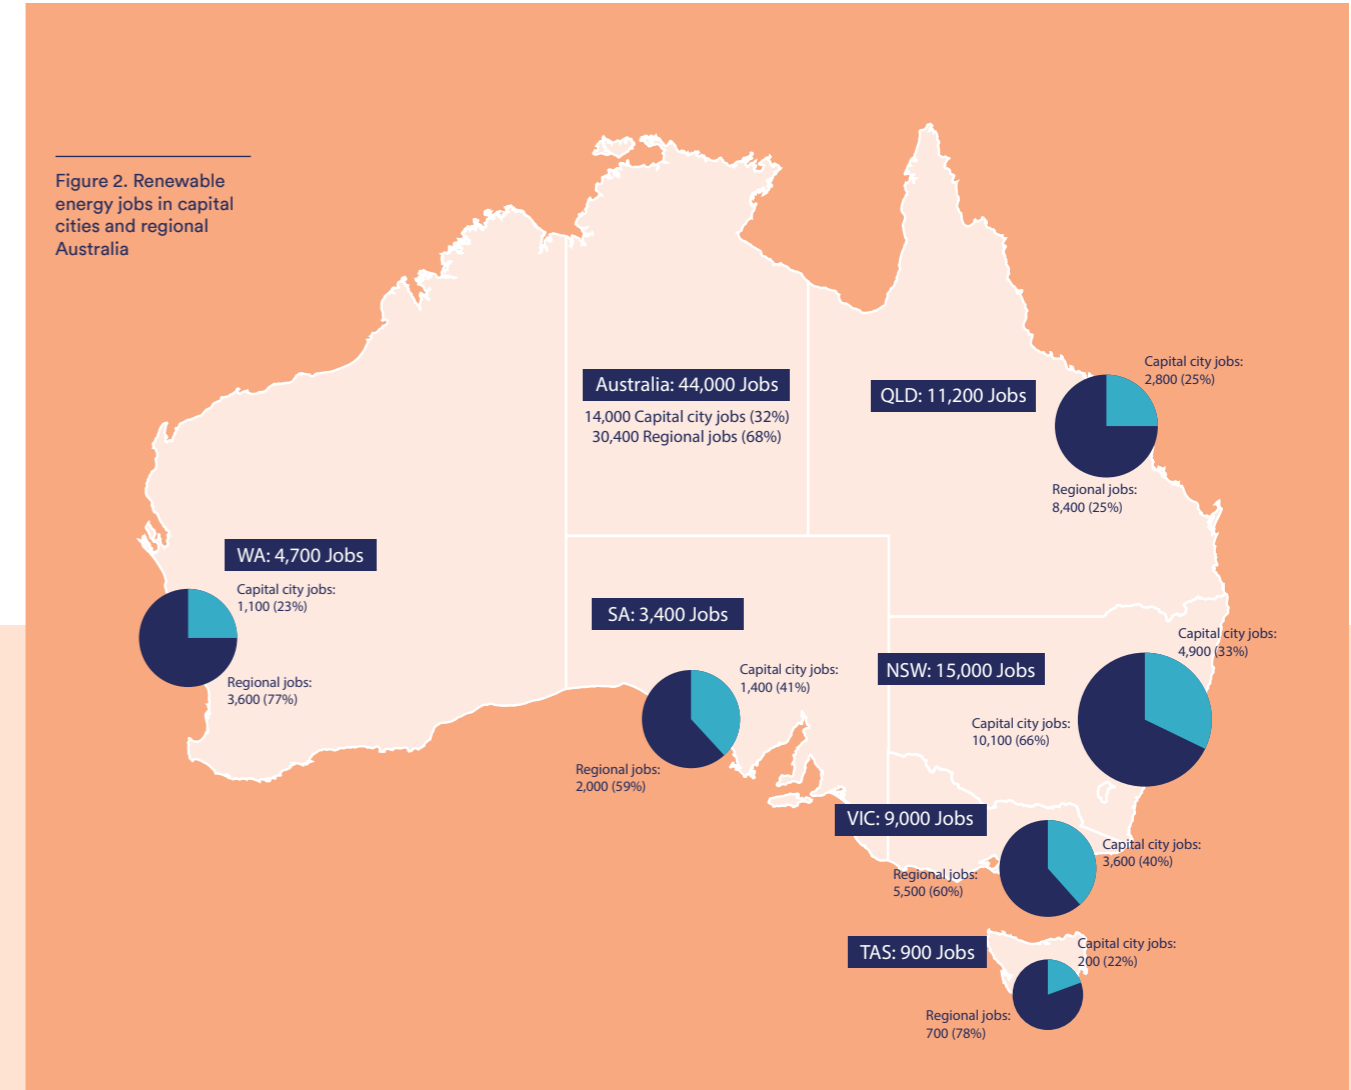 Figure 2. Renewable
energy jobs in capital
cities and regional
Australia
Australia: 44,000 Jobs
14,000 Capital city jobs (32%)
30,400 Regional jobs (68%)
QLD: 11,200 Jobs
Capital city jobs:
2,800 (25%)
Regional jobs:
8,400 (25%)
WA: 4,700 Jobs
Capital city jobs:
1,100 (23%)
Regional jobs:
3,600 (77%)
SA: 3,400 Jobs
Capital city jobs:
1,400 (41%)
Regional jobs:
2,000 (59%)
NSW: 15,000 Jobs
Capital city jobs:
4,900 (33%)
Capital city jobs:
10,100 (66%)
VIC: 9,000 Jobs
Capital city jobs:
3,600 (40%)
Regional jobs:
5,500 (60%)
TAS: 900 Jobs
Capital city jobs:
200 (22%)
Regional jobs:
700 (78%)